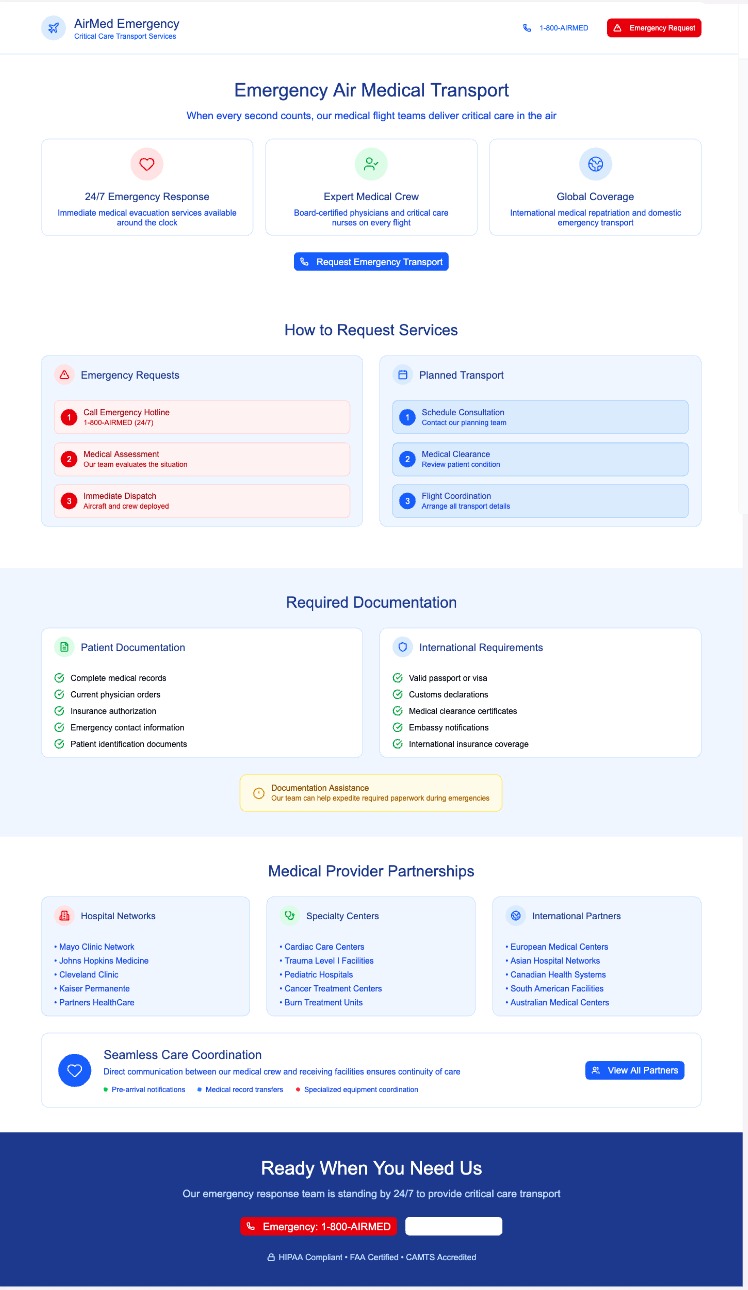 AirMed Emergency
Critical Care Transport Services
1-800-AIRMED
Emergency Request
Emergency Air Medical Transport
When every second counts, our medical flight teams deliver critical care in the air
24/7 Emergency Response
Immediate medical evacuation services available
around the clock
Expert Medical Crew
Board-certified physicians and critical care
nurses on every flight
Global Coverage
International medical repatriation and domestic
emergency transport
Request Emergency Transport
How to Request Services
Emergency Requests
1
Call Emergency Hotline
1-800-AIRMED (24/7)
2
Medical Assessment
Our team evaluates the situation
3
Immediate Dispatch
Aircraft and crew deployed
Planned Transport
1
Schedule Consultation
Contact our planning team
2
Medical Clearance
Review patient condition
3
Flight Coordination
Arrange all transport details
Required Documentation
Patient Documentation
Complete medical records
Current physician orders
Insurance authorization
Emergency contact information
Patient identification documents
International Requirements
Valid passport or visa
Customs declarations
Medical clearance certificates
Embassy notifications
International insurance coverage
Documentation Assistance
Our team can help expedite required paperwork during emergencies
Medical Provider Partnerships
Hospital Networks
• Mayo Clinic Network
• Johns Hopkins Medicine
• Cleveland Clinic
• Kaiser Permanente
• Partners HealthCare
Specialty Centers
• Cardiac Care Centers
• Trauma Level I Facilities
• Pediatric Hospitals
• Cancer Treatment Centers
• Burn Treatment Units
International Partners
• European Medical Centers
• Asian Hospital Networks
• Canadian Health Systems
• South American Facilities
• Australian Medical Centers
Seamless Care Coordination
Direct communication between our medical crew and receiving facilities ensures continuity of care
Pre-arrival notifications
Medical record transfers
Specialized equipment coordination
View All Partners
Ready When You Need Us
Our emergency response team is standing by 24/7 to provide critical care transport
Emergency: 1-800-AIRMED
HIPAA Compliant • FAA Certified • CAMTS Accredited